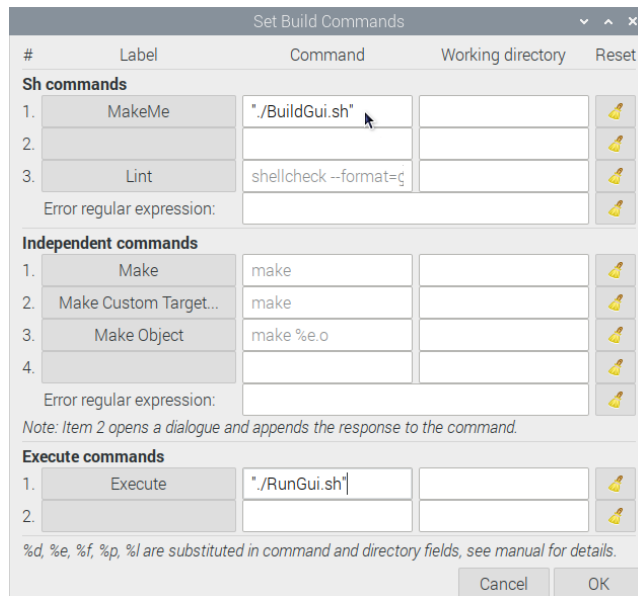 Set Build Commands
# Label Command Working directory Reset
Sh commands
1. MakeMe "./BuildGui.sh"
2.
3. Lint shellcheck --format=g
Error regular expression:
Independent commands
1. Make make
2. Make Custom Target... make
3. Make Object make %e.o
4.
Error regular expression:
Note: Item 2 opens a dialogue and appends the response to the command.
Execute commands
1. Execute "./RunGui.sh"
2.
%d, %e, %f, %p, %l are substituted in command and directory fields, see manual for details.
Cancel OK